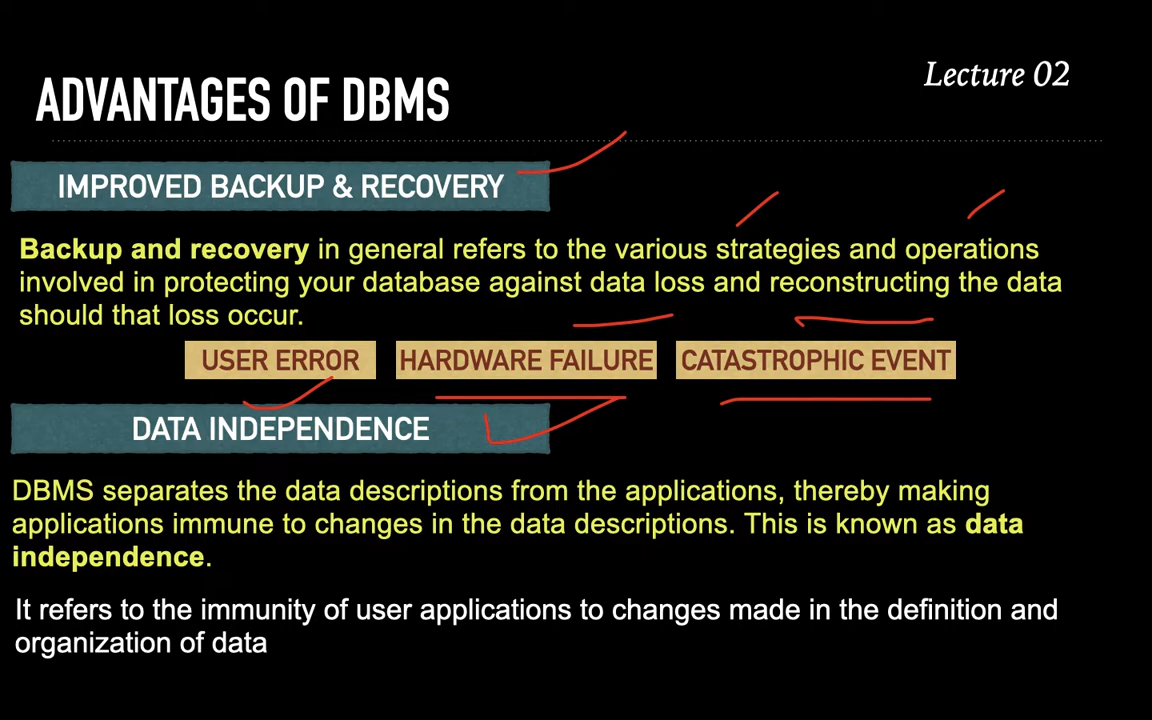 Lecture 02
ADVANTAGES OF DBMS
IMPROVED BACKUP & RECOVERY
Backup and recovery in general refers to the various strategies and operations
involved in protecting your database against data loss and reconstructing the data
should that loss occur.
USER ERROR HARDWARE FAILURE CATASTROPHIC EVENT
DATA INDEPENDENCE
DBMS separates the data descriptions from the applications, thereby making
applications immune to changes in the data descriptions. This is known as data
independence.
It refers to the immunity of user applications to changes made in the definition and
organization of data